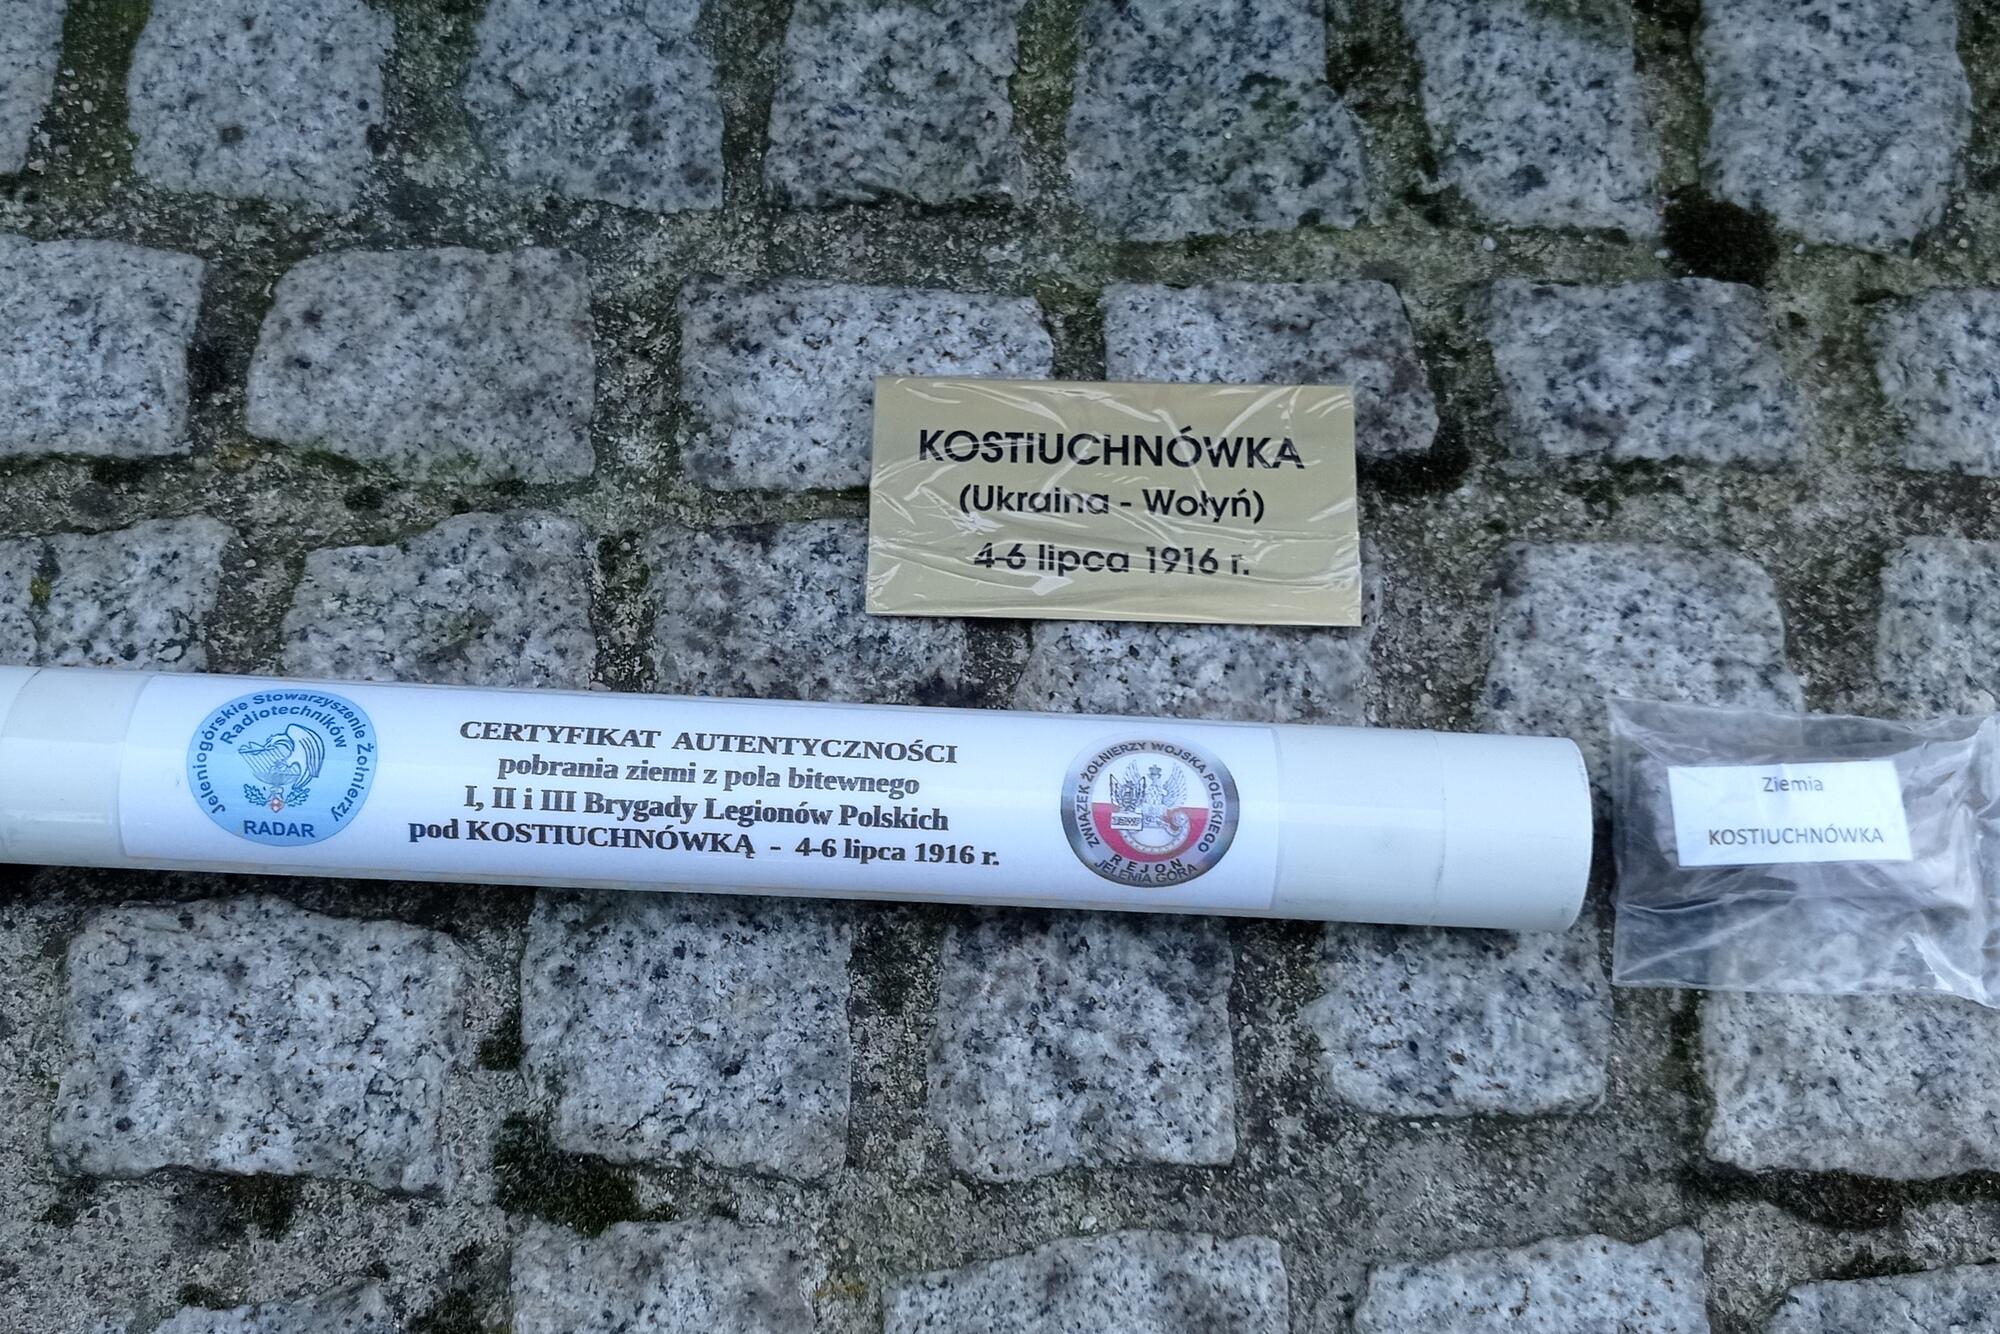 KOSTIUCHNÓWKA
(Ukraina - Wołyń)
4-6 lipca 1916 r.
Jeleniogórskie Stowarzyszenie Żołnierzy
Radiotechników
RADAR
CERTYFIKAT AUTENTYCZNOŚCI
pobrania ziemi z pola bitewnego
I, II i III Brygady Legionów Polskich
pod KOSTIUCHNÓWKĄ - 4-6 lipca 1916 r.
ZWIĄZEK ŻOŁNIERZY WOJSKA POLSKIEGO
REJON
JELENIA GÓRA
Ziemia
KOSTIUCHNÓWKA